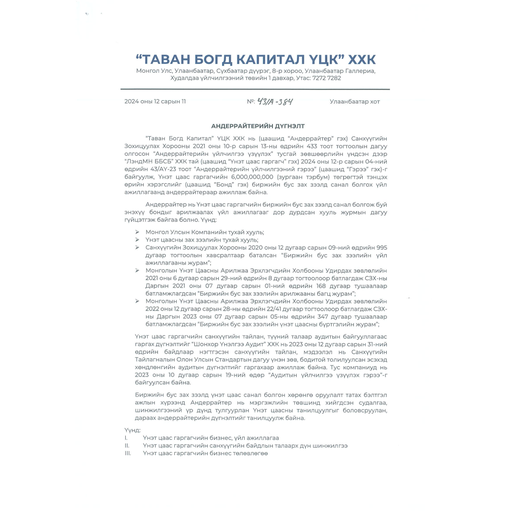 “ТАВАН БОГД КАПИТАЛ ҮЦК” ХХК
Монгол Улс, Улаанбаатар, Сүхбаатар дүүрэг, 8-р хороо, Улаанбаатар Галлериа,
Худалдаа үйлчилгээний төвийн 1 давхар, Утас: 7272 7282
2024 оны 12 сарын 11 № 43/А-384 Улаанбаатар хот
АНДЕРРАЙТЕРИЙН ДҮГНЭЛТ
“Таван Богд Капитал” ҮЦК ХХК нь (цаашид “Андеррайтер” гэх) Санхүүгийн
Зохицуулах Хорооны 2021 оны 10-р сарын 13-ны өдрийн 433 тоот тогтоолын дагуу
олгосон “Андеррайтерийн үйлчилгээ үзүүлэх” тусгай зөвшөөрлийн үндсэн дээр
“ЛэндМН ББСБ” ХХК тай (цаашид “Үнэт цаас гаргагч” гэх) 2024 оны 12-р сарын 04-ний
өдрийн 43/АУ-23 тоот “Андеррайтерийн үйлчилгээний гэрээ” (цаашид “Гэрээ” гэх)-г
байгуулж, Үнэт цаас гаргагчийн 6,000,000,000 (зургаан тэрбум) төгрөгтэй тэнцэх
өрийн хэрэгслийг (цаашид “Бонд” гэх) биржийн бус зах зээлд санал болгох үйл
ажиллагаанд андеррайтераар ажиллаж байна.
Андеррайтер нь Үнэт цаас гаргагчийн биржийн бус зах зээлд санал болгож буй
энэхүү бондыг арилжаалах үйл ажиллагааг дор дурдсан хууль журмын дагуу
гүйцэтгэж байгаа болно. Үүнд:
➢ Монгол Улсын Компанийн тухай хууль;
➢ Үнэт цаасны зах зээлийн тухай хууль;
➢ Санхүүгийн Зохицуулах Хорооны 2020 оны 12 дугаар сарын 09-ний өдрийн 995
дугаар тогтоолын хавсралтаар баталсан “Биржийн бус зах зээлийн үйл
ажиллагааны журам”;
➢ Монголын Үнэт Цаасны Арилжаа Эрхлэгчдийн Холбооны Удирдах зөвлөлийн
2021 оны 6 дугаар сарын 29-ний өдрийн 8 дугаар тогтоолоор батлагдаж СЗХ-ны
Даргын 2021 оны 07 дугаар сарын 01-ний өдрийн 168 дугаар тушаалаар
батламжлагдсан “Биржийн бус зах зээлийн арилжааны багц журам”;
➢ Монголын Үнэт Цаасны Арилжаа Эрхлэгчдийн Холбооны Удирдах зөвлөлийн
2022 оны 12 дугаар сарын 28-ны өдрийн 22/41 дугаар тогтоолоор батлагдаж СЗХ-
ны Даргын 2023 оны 07 дугаар сарын 05-ны өдрийн 347 дугаар тушаалаар
батламжлагдсан “Биржийн бус зах зээлийн үнэт цаасны бүртгэлийн журам”;
Үнэт цаас гаргагчийн санхүүгийн тайлан, түүний талаар аудитын байгууллагаас
гаргах дүгнэлтийг “Шонхор Үнэлгээ Аудит” ХХК нь 2023 оны 12 дугаар сарын 31-ний
өдрийн байдлаар нэгтгэсэн санхүүгийн тайлан, мэдээлэл нь Санхүүгийн
Тайлагналын Олон Улсын Стандартын дагуу үнэн зөв, бодитой толилуулсан эсэхэд
хөндлөнгийн аудитын дүгнэлтийг гаргахаар ажиллаж байна. Тус компаниуд нь
2023 оны 10 дугаар сарын 19-ний өдөр “Аудитын үйлчилгээ үзүүлэх гэрээ”-г
байгуулсан байна.
Биржийн бус зах зээлд үнэт цаас санал болгон хөрөнгө оруулалт татах бэлтгэл
ажлын хүрээнд Андеррайтер нь мэргэжлийн төвшинд хийгдсэн судалгаа,
шинжилгээний үр дүнд тулгуурлан Үнэт цаасны танилцуулгыг боловсруулан,
дараах андеррайтерийн дүгнэлтийг танилцуулж байна.
Үүнд:
I. Үнэт цаас гаргагчийн бизнес, үйл ажиллагаа
II. Үнэт цаас гаргагчийн санхүүгийн байдлын талаарх дүн шинжилгээ
III. Үнэт цаас гаргагчийн бизнес төлөвлөгөө